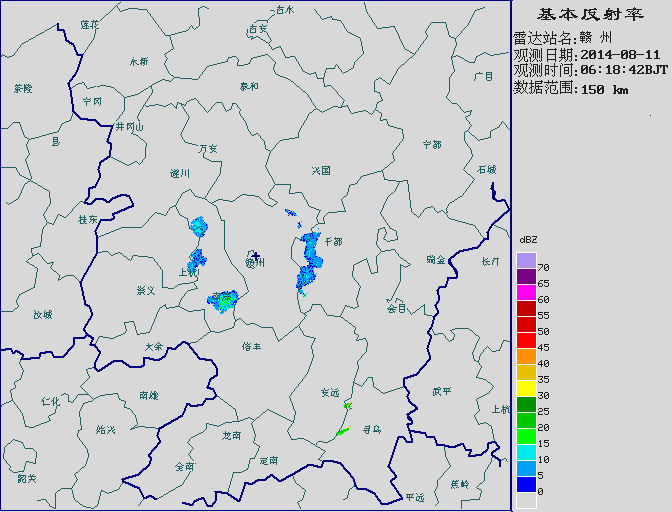 基本反射率
雷达站名:赣 州
观测日期:2014-08-11
观测时间:06:18:42BJT
数据范围:150 km
dBZ
70
65
60
55
50
45
40
35
30
25
20
15
10
5
0
莲花
吉水
吉安
永新
广昌
茶陵
宁冈
泰和
井冈山
宁都
万安
遂川
兴国
石城
桂东
于都
赣州
瑞金
长汀
上犹
崇义
南康
会昌
汝城
大余
信丰
仁化
南雄
安远
武平
上杭
始兴
龙南
寻乌
全南
定南
韶关
蕉岭
平远